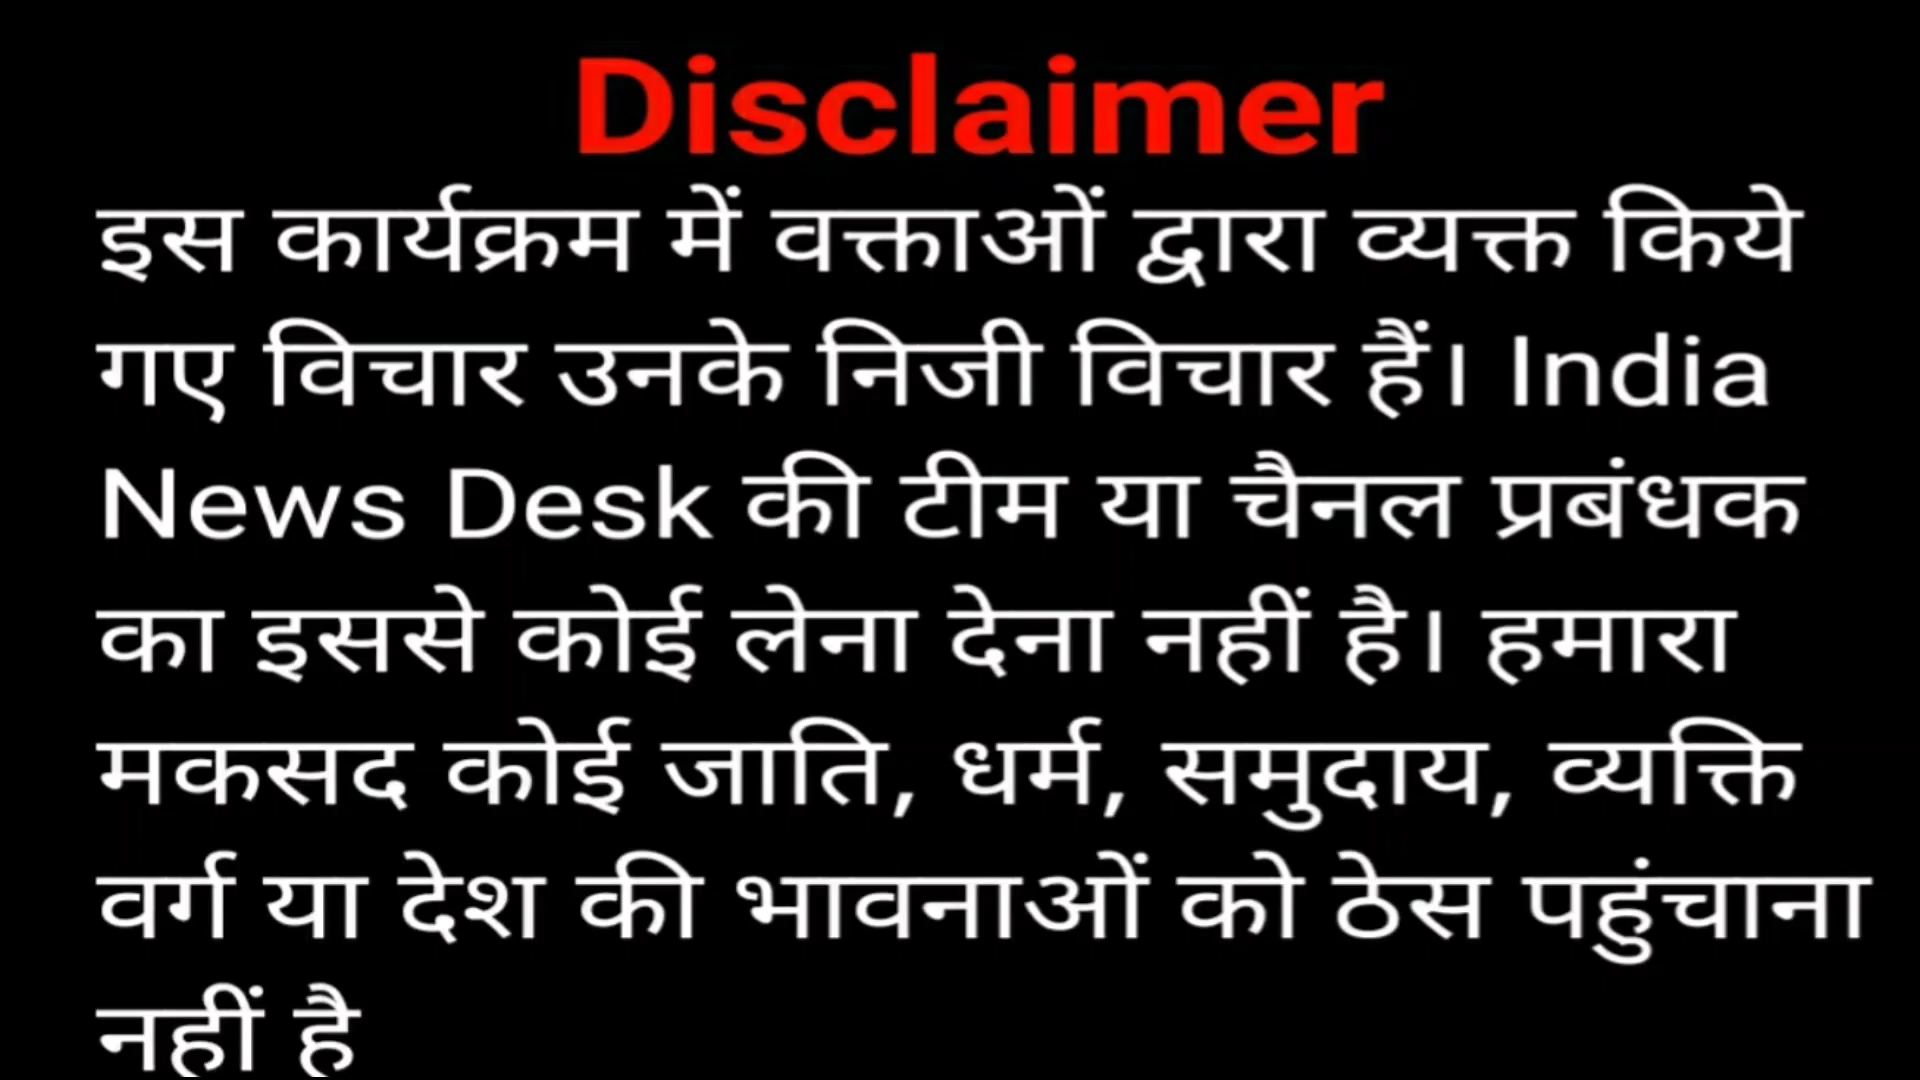 Disclaimer
इस कार्यक्रम में वक्ताओं द्वारा व्यक्त किये
गए विचार उनके निजी विचार हैं। India
News Desk की टीम या चैनल प्रबंधक
का इससे कोई लेना देना नहीं है। हमारा
मकसद कोई जाति, धर्म, समुदाय, व्यक्ति
वर्ग या देश की भावनाओं को ठेस पहुंचाना
नहीं है